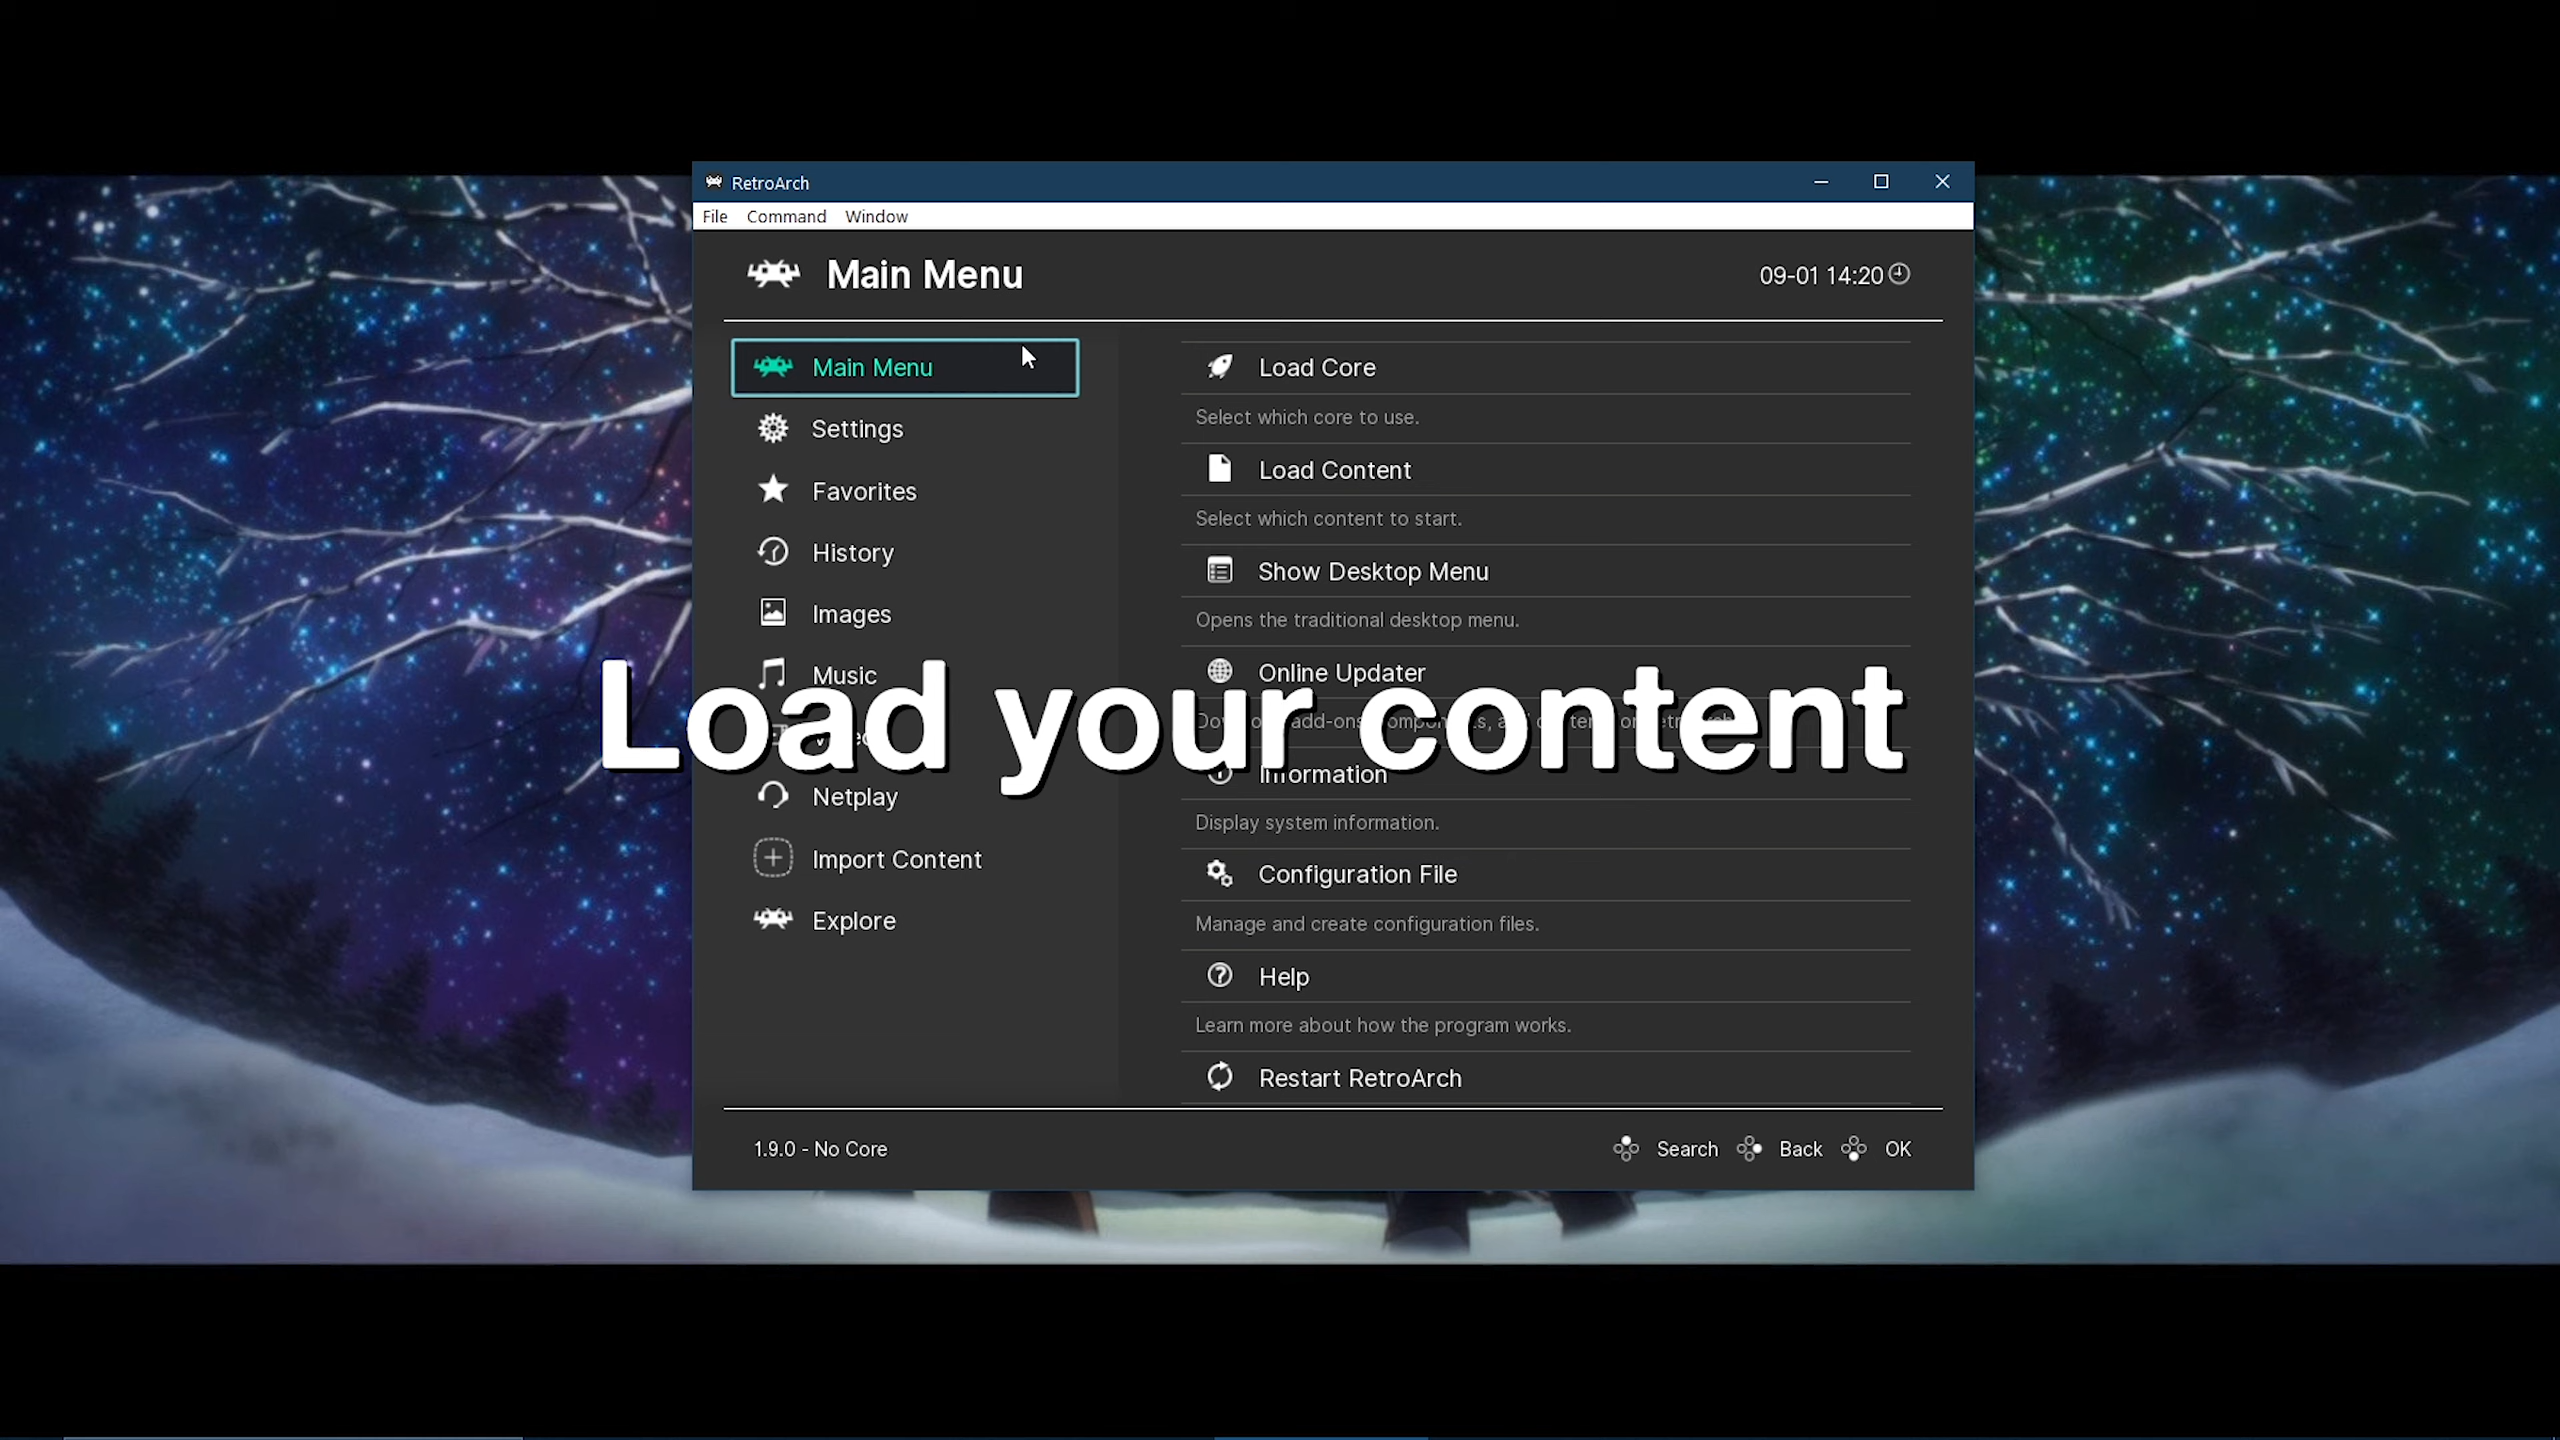 RetroArch
File Command Window
Main Menu
09-01 14:20
Main Menu
Settings
Favorites
History
Images
Music
Netplay
Import Content
Explore
Load Core
Select which core to use.
Load Content
Select which content to start.
Show Desktop Menu
Opens the traditional desktop menu.
Online Updater
Load your content
Information
Display system information.
Configuration File
Manage and create configuration files.
Help
Learn more about how the program works.
Restart RetroArch
1.9.0 - No Core
Search Back OK